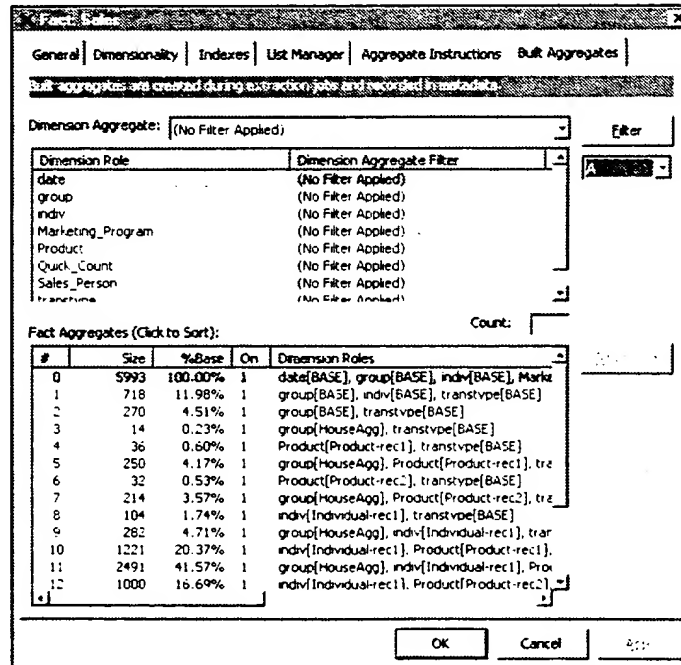 Fact: Sales
General Dimensionality Indexes List Manager Aggregate Instructions Built Aggregates
Built aggregates are created during extraction jobs and recorded in metadata.
Dimension Aggregate: (No Filter Applied) Filter
Dimension Role Dimension Aggregate Filter
date (No Filter Applied)
group (No Filter Applied)
indiv (No Filter Applied)
Marketing_Program (No Filter Applied)
Product (No Filter Applied)
Quick_Count (No Filter Applied)
Sales_Person (No Filter Applied)
transtype (No Filter Applied)
Count:
Fact Aggregates (Click to Sort):
# Size %Base On Dimension Roles
0 5993 100.00% 1 date[BASE], group[BASE], indiv[BASE], Marke
1 718 11.98% 1 group[BASE], indiv[BASE], transtype[BASE]
2 270 4.51% 1 group[BASE], transtype[BASE]
3 14 0.23% 1 group[HouseAgg], transtype[BASE]
4 36 0.60% 1 Product[Product-rec1], transtype[BASE]
5 250 4.17% 1 group[HouseAgg], Product[Product-rec1], tra
6 32 0.53% 1 Product[Product-rec2], transtype[BASE]
7 214 3.57% 1 group[HouseAgg], Product[Product-rec2], tra
8 104 1.74% 1 indiv[Individual-rec1], transtype[BASE]
9 282 4.71% 1 group[HouseAgg], indiv[Individual-rec1], tran
10 1221 20.37% 1 indiv[Individual-rec1], Product[Product-rec1],
11 2491 41.57% 1 group[HouseAgg], indiv[Individual-rec1], Prod
12 1000 16.69% 1 indiv[Individual-rec1], Product[Product-rec2]
OK Cancel